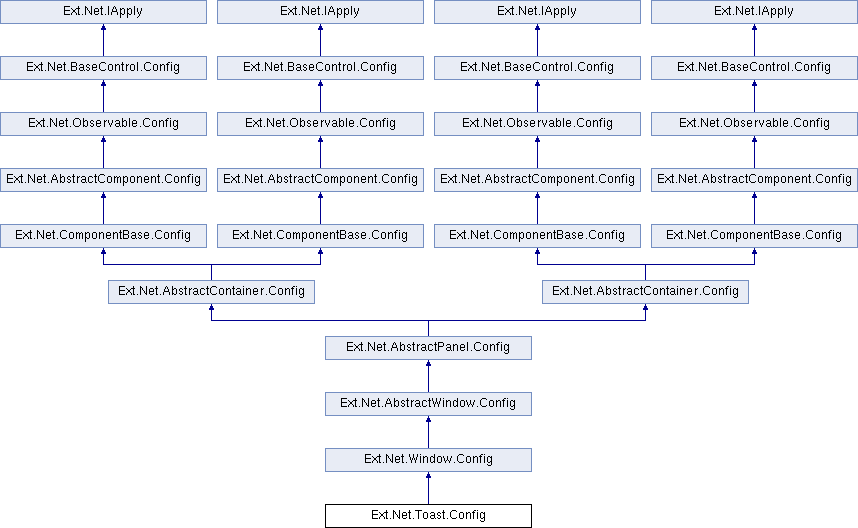 Ext.Net.IApply
Ext.Net.IApply
Ext.Net.IApply
Ext.Net.IApply
Ext.Net.BaseControl.Config
Ext.Net.BaseControl.Config
Ext.Net.BaseControl.Config
Ext.Net.BaseControl.Config
Ext.Net.Observable.Config
Ext.Net.Observable.Config
Ext.Net.Observable.Config
Ext.Net.Observable.Config
Ext.Net.AbstractComponent.Config
Ext.Net.AbstractComponent.Config
Ext.Net.AbstractComponent.Config
Ext.Net.AbstractComponent.Config
Ext.Net.ComponentBase.Config
Ext.Net.ComponentBase.Config
Ext.Net.ComponentBase.Config
Ext.Net.ComponentBase.Config
Ext.Net.AbstractContainer.Config
Ext.Net.AbstractContainer.Config
Ext.Net.AbstractPanel.Config
Ext.Net.AbstractWindow.Config
Ext.Net.Window.Config
Ext.Net.Toast.Config